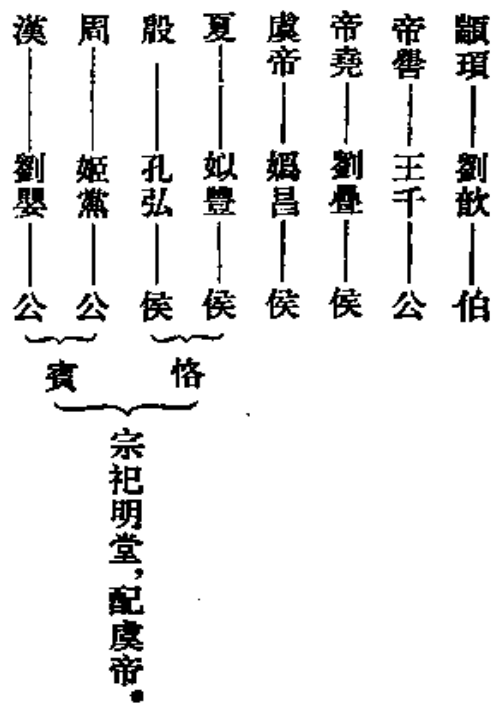 顓頊 劉歆 伯
帝嚳 王千 公
帝堯 劉疊 侯
虞帝 媯昌 侯
夏 姒豐 侯
殷 孔弘 侯
周 姬黨 公
漢 劉嬰 公
恪
賓
宗祀明堂，配虞帝。